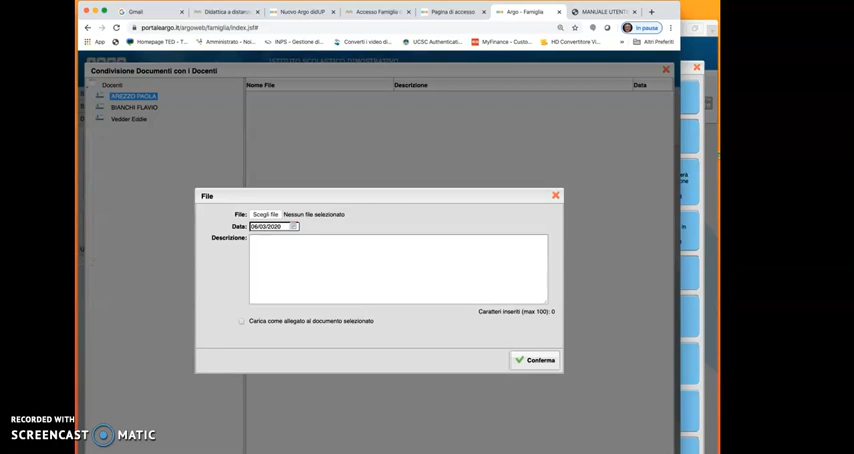 Gmail
Didattica a distanza
Nuovo Argo didUP
Accesso Famiglia
Pagina di accesso
Argo - Famiglia
MANUALE UTENTE
portaleargo.it/argoweb/famiglia/index.jsf#
In pausa
App
Homepage TED – T...
Amministrato - Noi...
INPS - Gestione di...
Converti i video di...
UCSC Authenticati...
MyFinance - Custo...
HD Convertitore Vi...
»
Altri Preferiti
Condivisione Documenti con i Docenti
Docenti
Nome File
Descrizione
Data
AREZZO PAOLA
BIANCHI FLAVIO
Vedder Eddie
File
File: Scegli file Nessun file selezionato
Data: 06/03/2020
Descrizione:
Caratteri inseriti (max 100): 0
Carica come allegato al documento selezionato
Conferma
RECORDED WITH
SCREENCAST MATIC